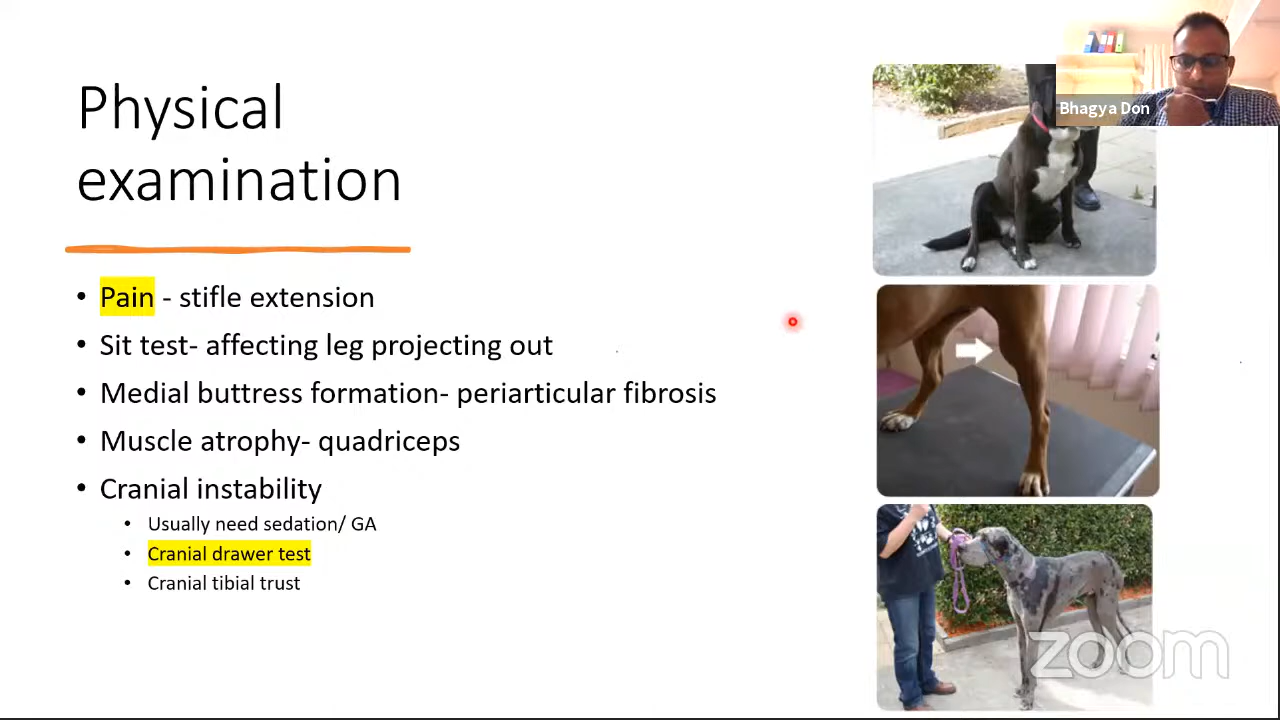 Physical
examination
• Pain - stifle extension
• Sit test- affecting leg projecting out
• Medial buttress formation- periarticular fibrosis
• Muscle atrophy- quadriceps
• Cranial instability
• Usually need sedation/ GA
• Cranial drawer test
• Cranial tibial trust
Bhagya Don
zoom